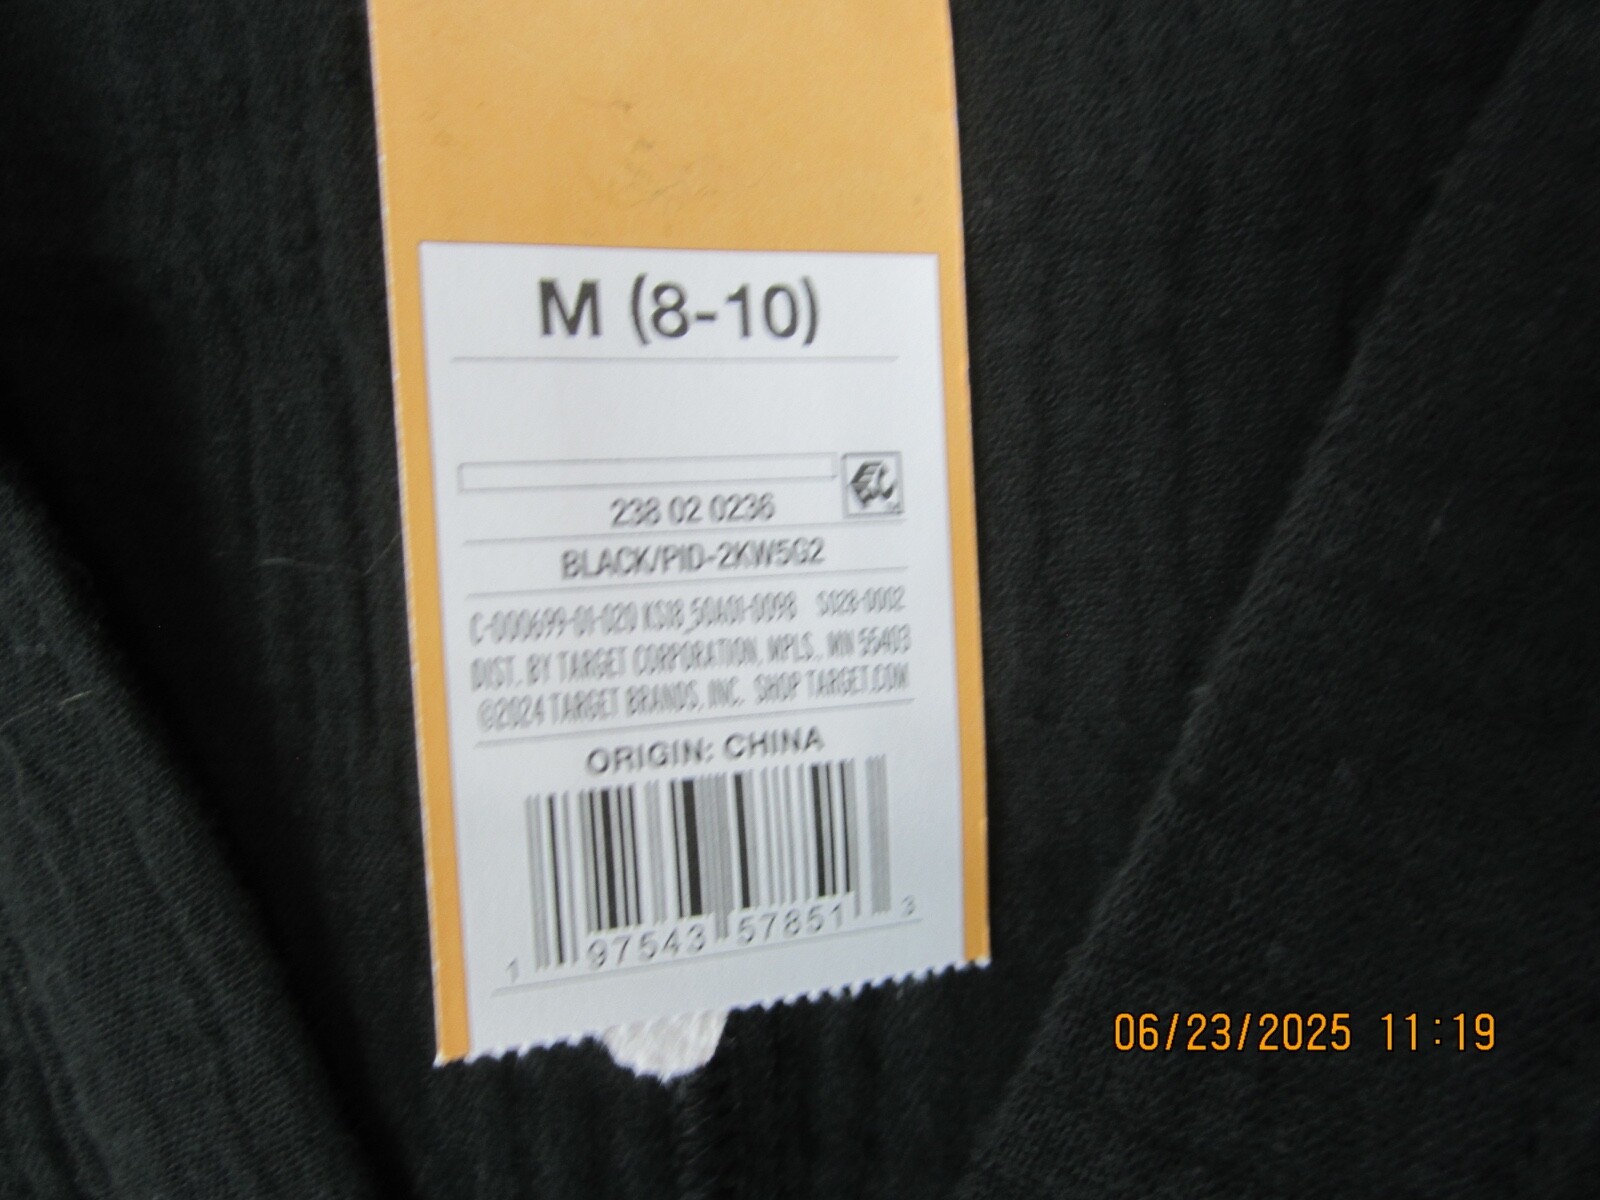 M (8-10)
238 02 0236
BLACK/PID-2KW5G2
C-000699-01-020 KS18_50A01-0098 S028-0002
DIST. BY TARGET CORPORATION, MPLS., MN 55403
©2024 TARGET BRANDS, INC. SHOP TARGET.COM
ORIGIN: CHINA
1 97543 57851 3
06/23/2025 11:19